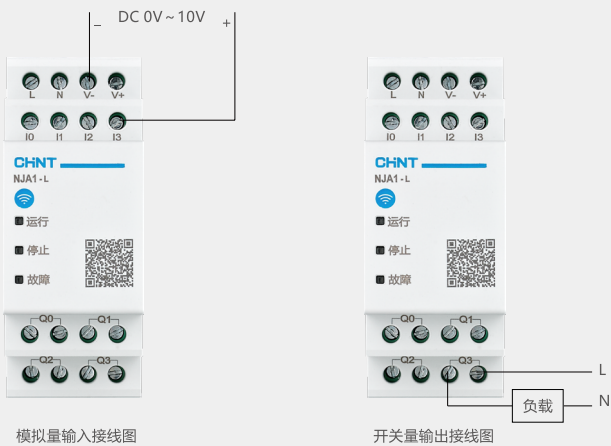 DC 0V ~ 10V
– +
L N V- V+
I0 I1 I2 I3
CHNT
NJA1-L
运行
停止
故障
Q0 Q1
Q2 Q3
模拟量输入接线图
L N V- V+
I0 I1 I2 I3
CHNT
NJA1-L
运行
停止
故障
Q0 Q1
Q2 Q3
L
N
负载
开关量输出接线图